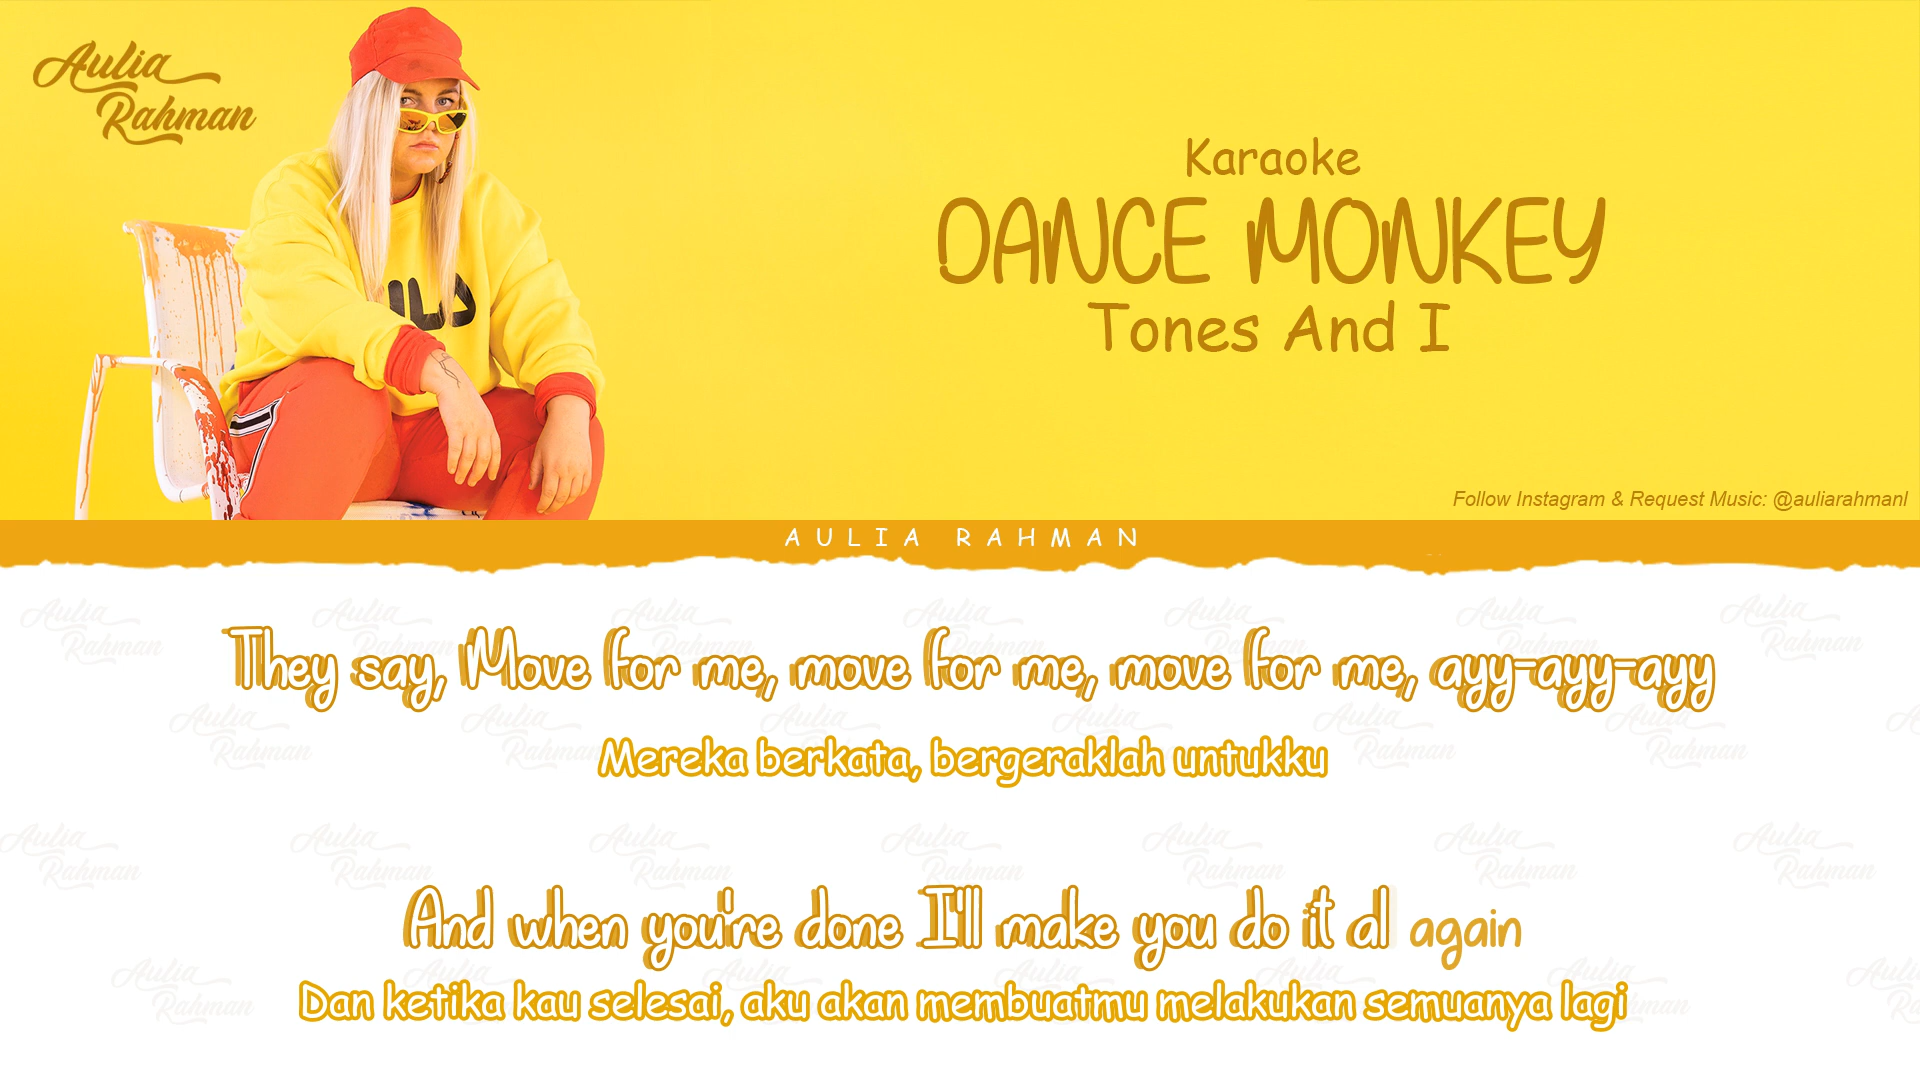 Aulia
Rahman
Karaoke
DANCE MONKEY
Tones And I
Follow Instagram & Request Music: @auliarahmanl
AULIA RAHMAN
They say, Move for me, move for me, move for me, ayy-ayy-ayy
Mereka berkata, bergeraklah untukku
And when you're done I'll make you do it al again
Dan ketika kau selesai, aku akan membuatmu melakukan semuanya lagi